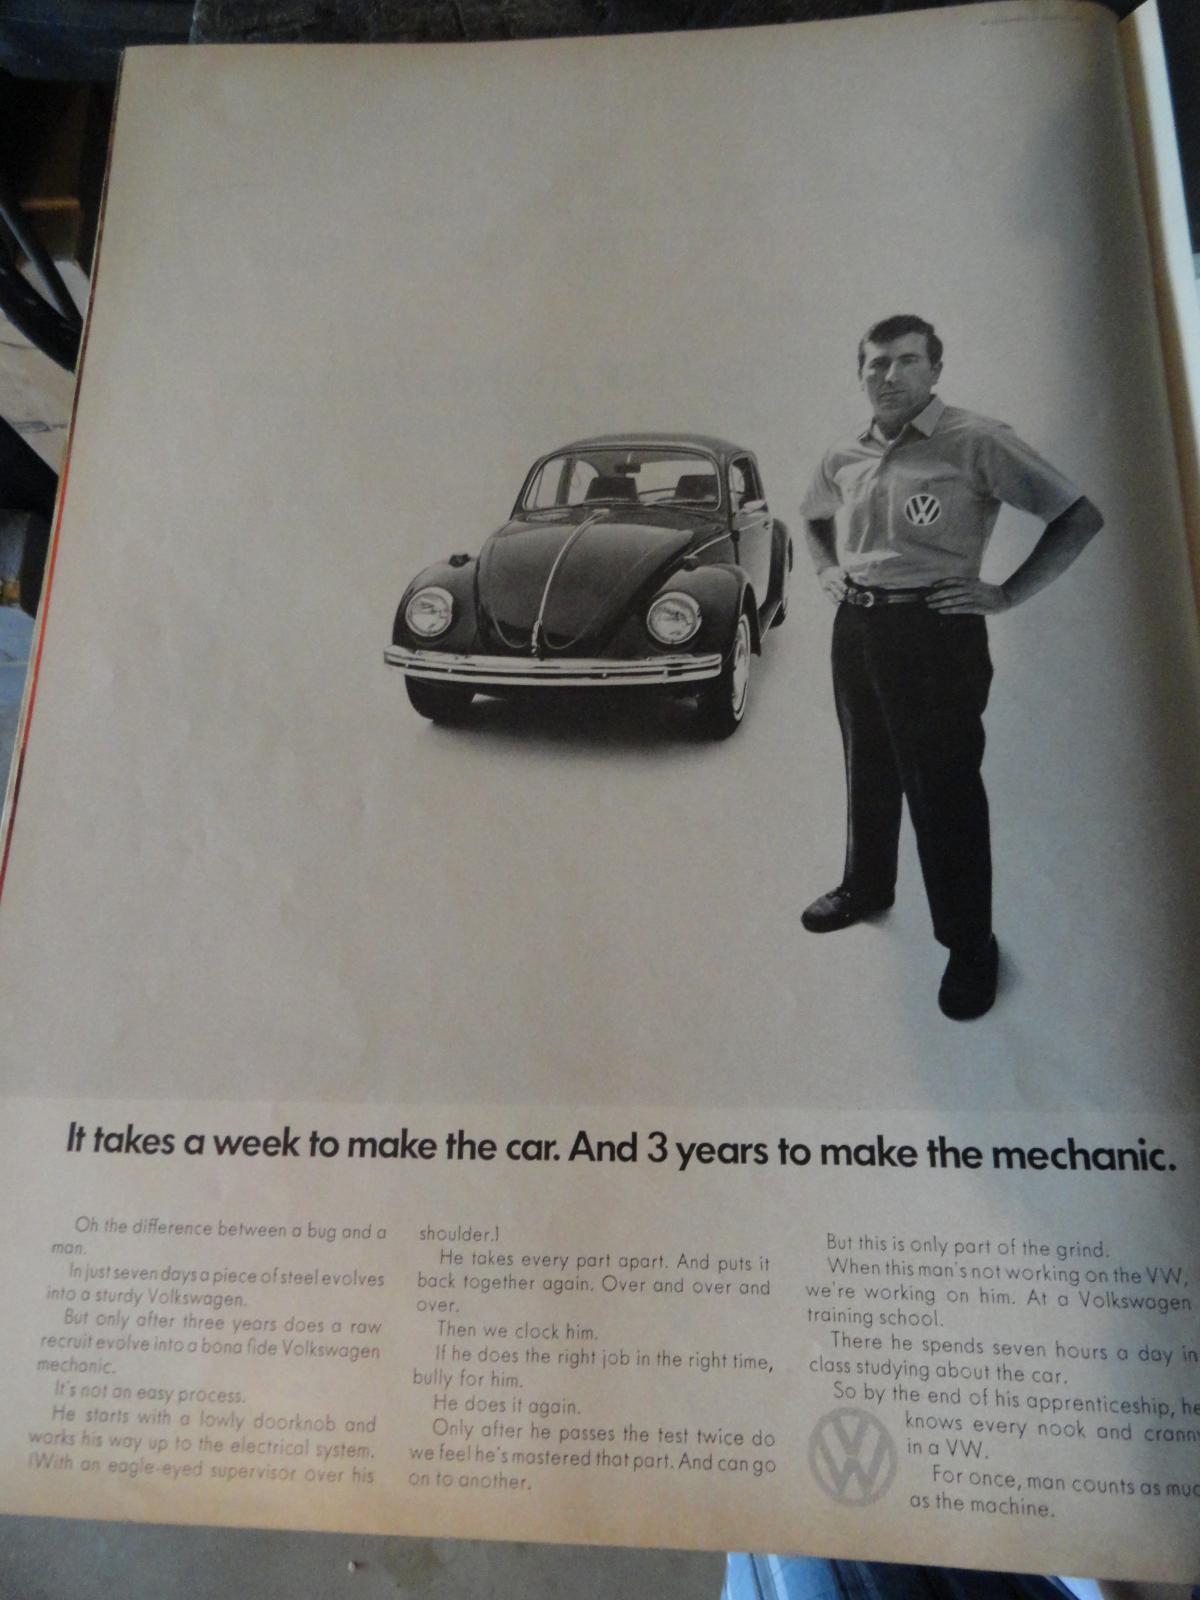 It takes a week to make the car. And 3 years to make the mechanic.
Oh the difference between a bug and a
man.
In just seven days a piece of steel evolves
into a sturdy Volkswagen.
But only after three years does a raw
recruit evolve into a bona fide Volkswagen
mechanic.
It's not an easy process.
He starts with a lowly doorknob and
works his way up to the electrical system.
(With an eagle-eyed supervisor over his
shoulder.)
He takes every part apart. And puts it
back together again. Over and over and
over.
Then we clock him.
If he does the right job in the right time,
bully for him.
He does it again.
Only after he passes the test twice do
we feel he's mastered that part. And can go
on to another.
But this is only part of the grind.
When this man's not working on the VW,
we're working on him. At a Volkswagen
training school.
There he spends seven hours a day in
class studying about the car.
So by the end of his apprenticeship, he
knows every nook and cranny
in a VW.
For once, man counts as muc
as the machine.